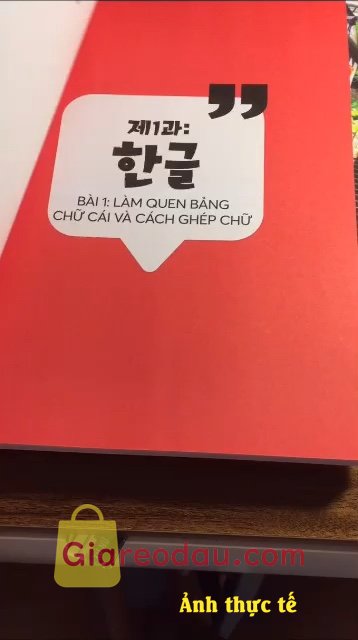 제1과:
한글
BÀI 1: LÀM QUEN BẢNG
CHỮ CÁI VÀ CÁCH GHÉP CHỮ
Giareodau.com
Ảnh thực tế